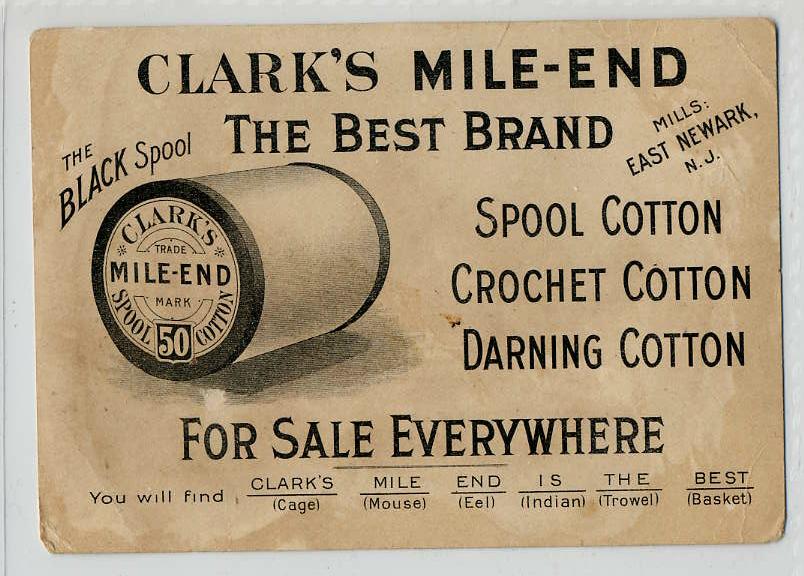 CLARK'S MILE-END
THE BEST BRAND
MILLS:
EAST NEWARK,
N.J.
THE
BLACK Spool
CLARK'S
TRADE
MILE-END
MARK
SPOOL 50 COTTON
SPOOL COTTON
CROCHET COTTON
DARNING COTTON
FOR SALE EVERYWHERE
You will find CLARK'S MILE END IS THE BEST
(Cage) (Mouse) (Eel) (Indian) (Trowel) (Basket)